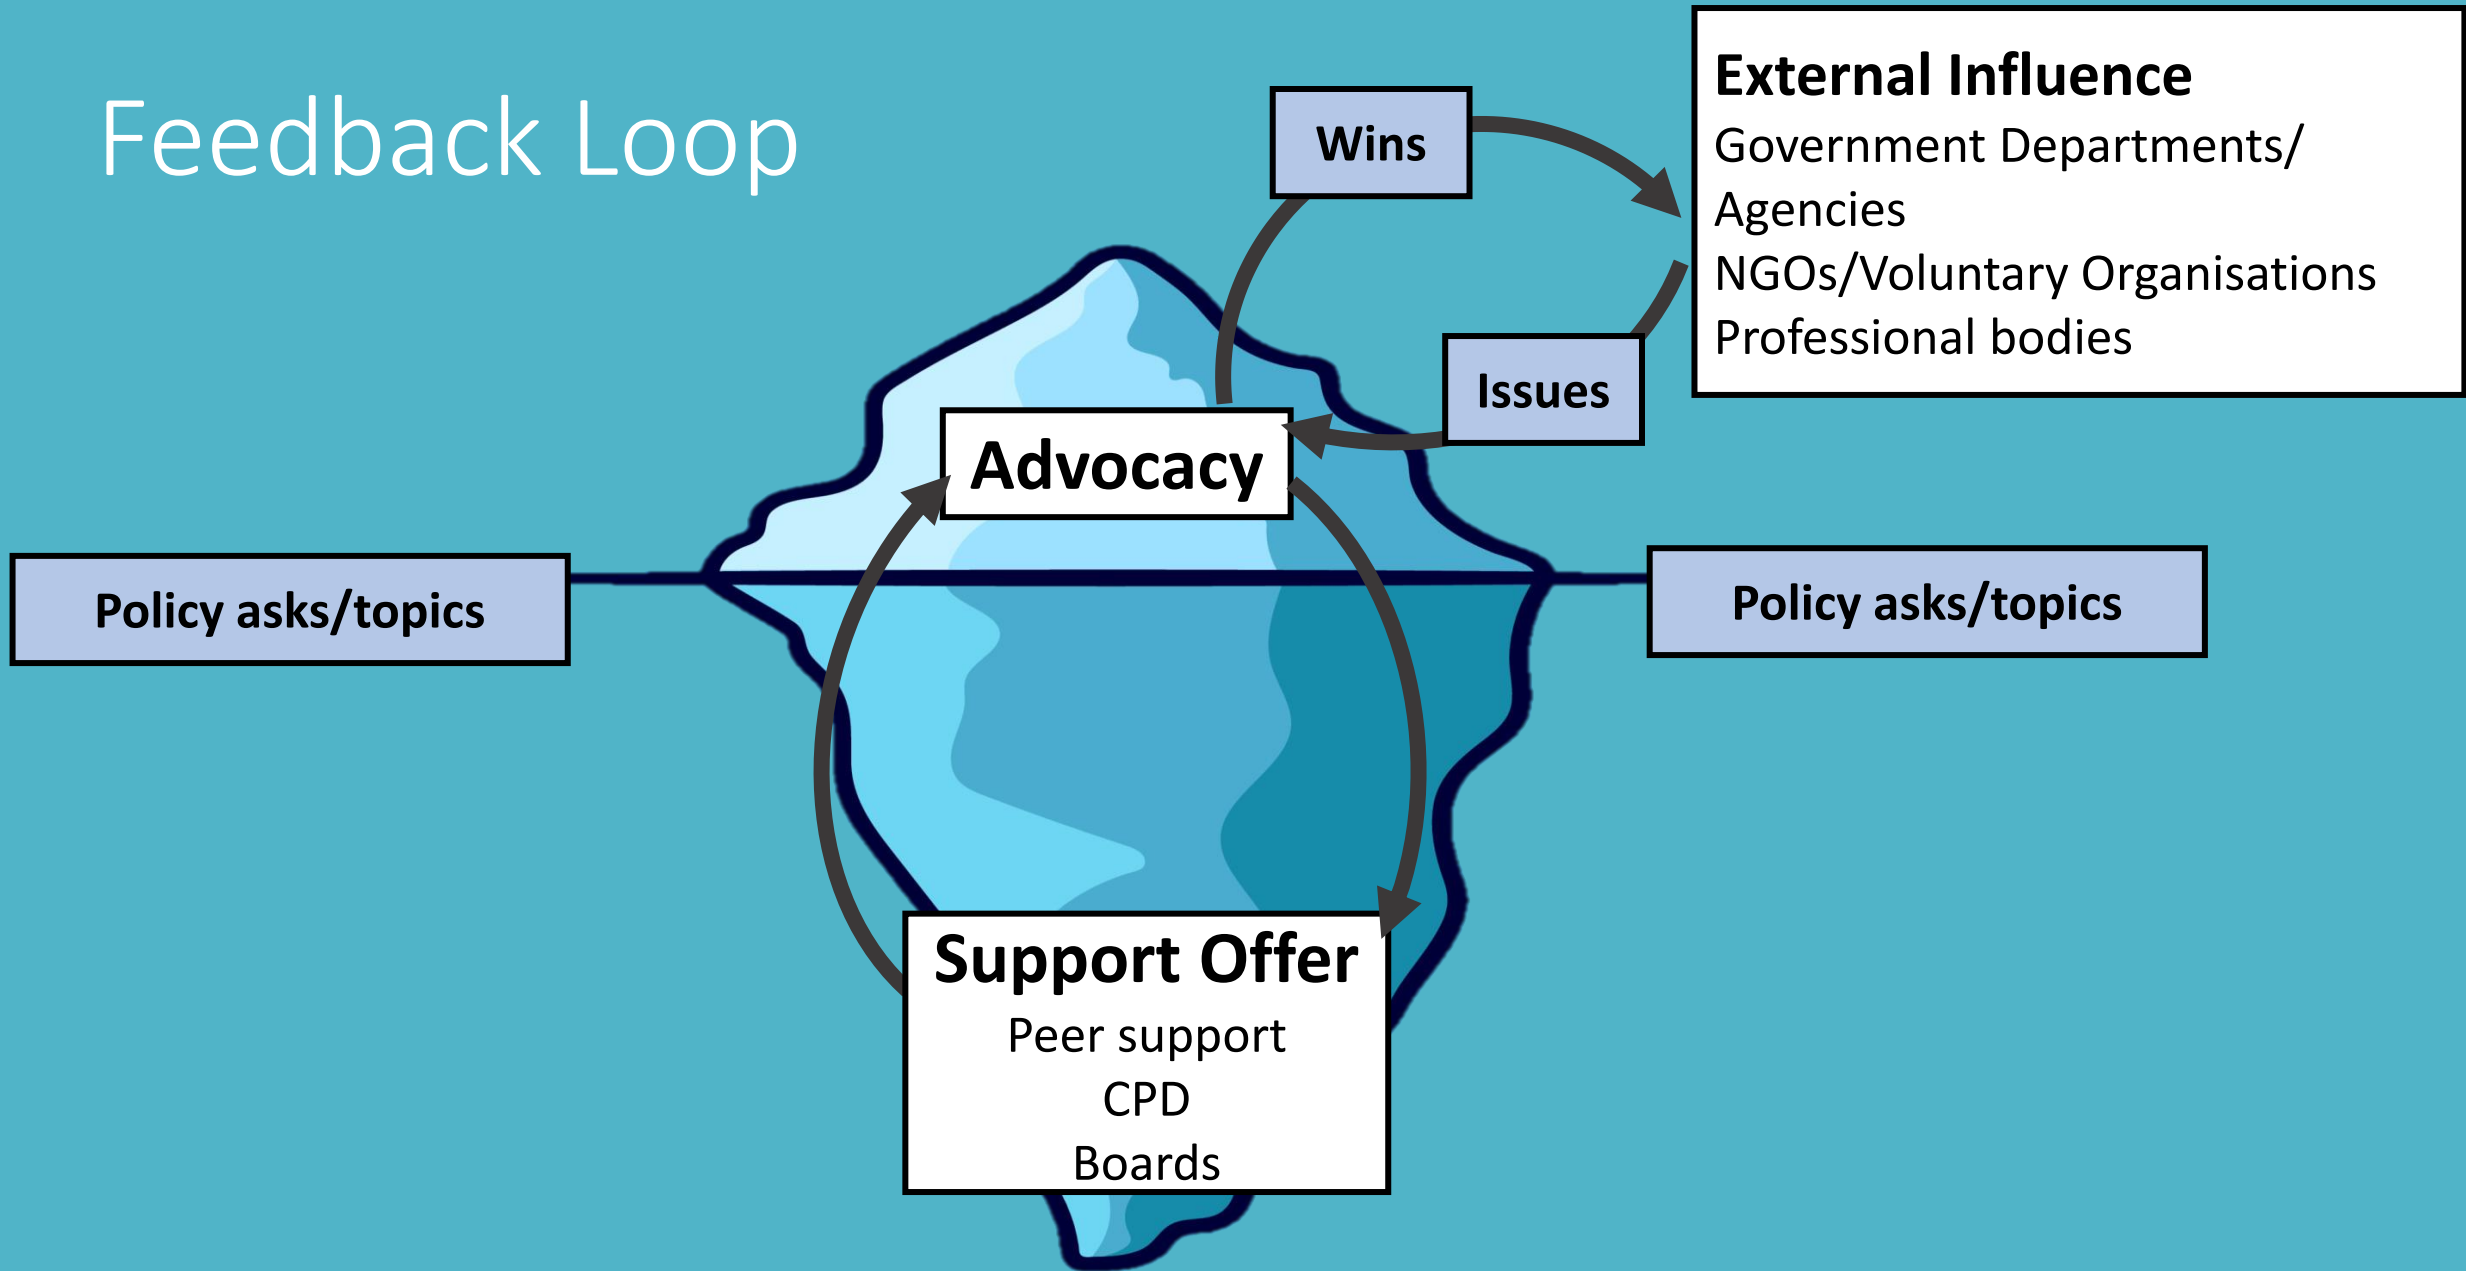 Feedback Loop
Wins
External Influence
Government Departments/
Agencies
NGOs/Voluntary Organisations
Professional bodies
Issues
Advocacy
Policy asks/topics
Policy asks/topics
Support Offer
Peer support
CPD
Boards